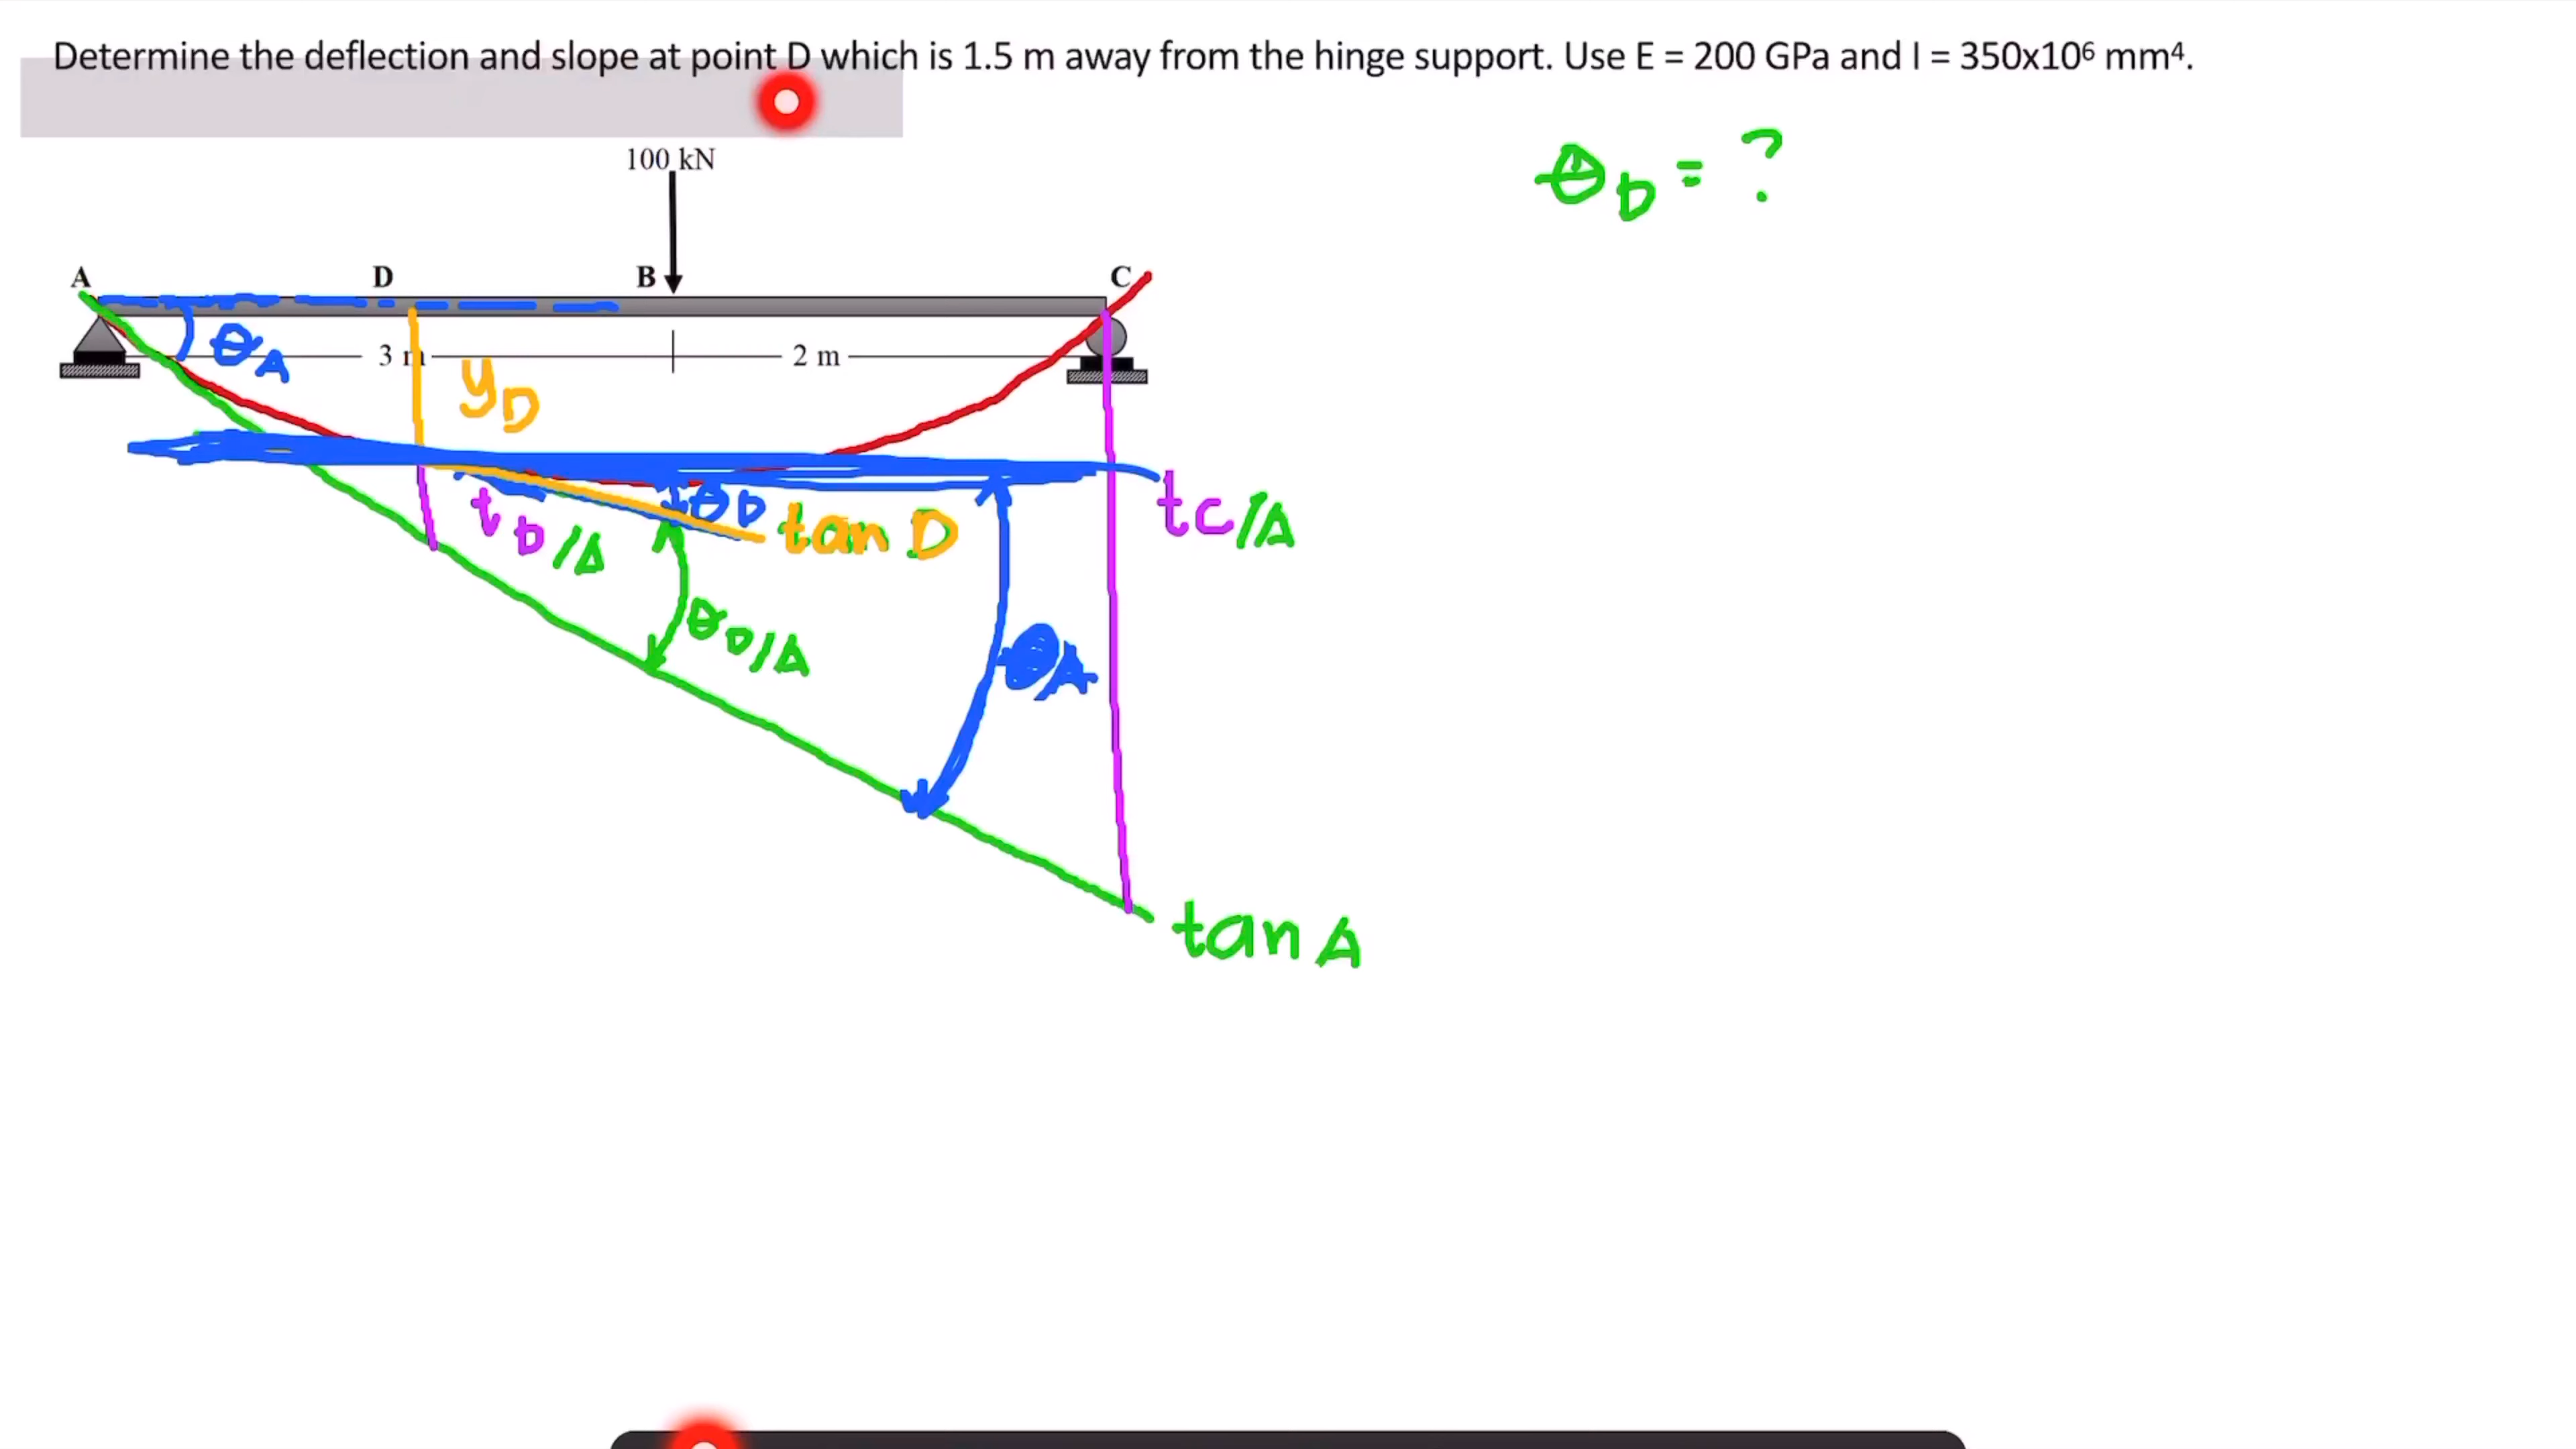 Determine the deflection and slope at point D which is 1.5 m away from the hinge support. Use E = 200 GPa and I = 350x10⁶ mm⁴.
θD = ?
100 kN
A D B C
θA 3 m 2 m
yD
tD/A θD tan D tC/A
θD/A θA
tan A